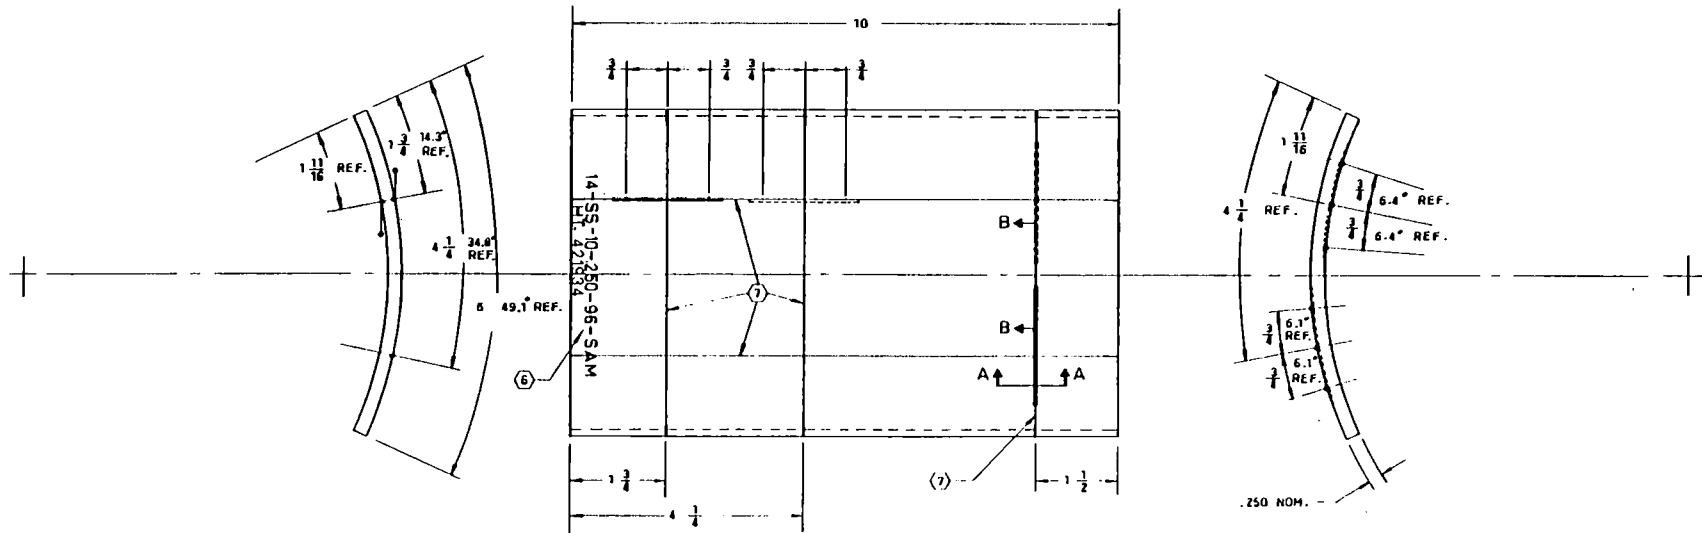 10
3/4 3/4 3/4 3/4
1 11/16 REF.
1 3/4 14.3° REF.
4 1/4 34.8° REF.
6 49.1° REF.
14-SS-10-250-96-SAM
HT. 421934
6
7
B
B
A A
7
1 3/4
4 1/4
1 1/2
1 11/16
4 1/4 REF.
3/4 6.4° REF.
3/4 6.4° REF.
3/4 6.1° REF.
3/4 6.1° REF.
.250 NOM.